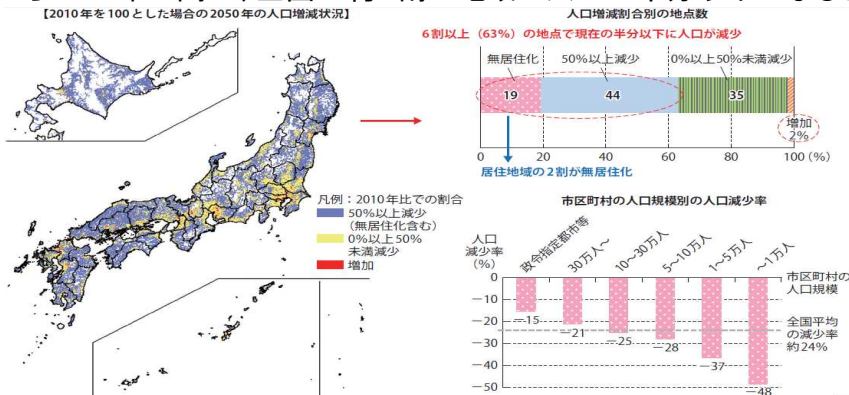 【2010年を100とした場合の2050年の人口増減状況】
凡例：2010年比での割合
50%以上減少
(無居住化含む)
0%以上50%
未満減少
増加
人口増減割合別の地点数
6割以上（63%）の地点で現在の半分以下に人口が減少
無居住化
50%以上減少
0%以上50%未満減少
19
44
35
増加
2%
0
20
40
60
80
100 (%)
居住地域の2割が無居住化
市区町村の人口規模別の人口減少率
人口
減少率
(%)
政令指定都市等
30万人〜
10〜30万人
5〜10万人
1〜5万人
〜1万人
市区町村の
人口規模
0
−10
−20
−30
−40
−50
−15
−21
−25
−28
−37
−48
全国平均
の減少率
約24%